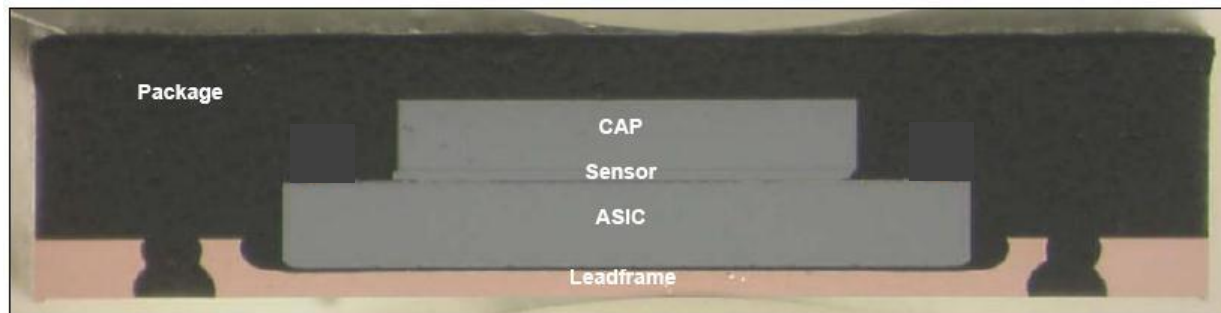 Package
CAP
Sensor
ASIC
Leadframe